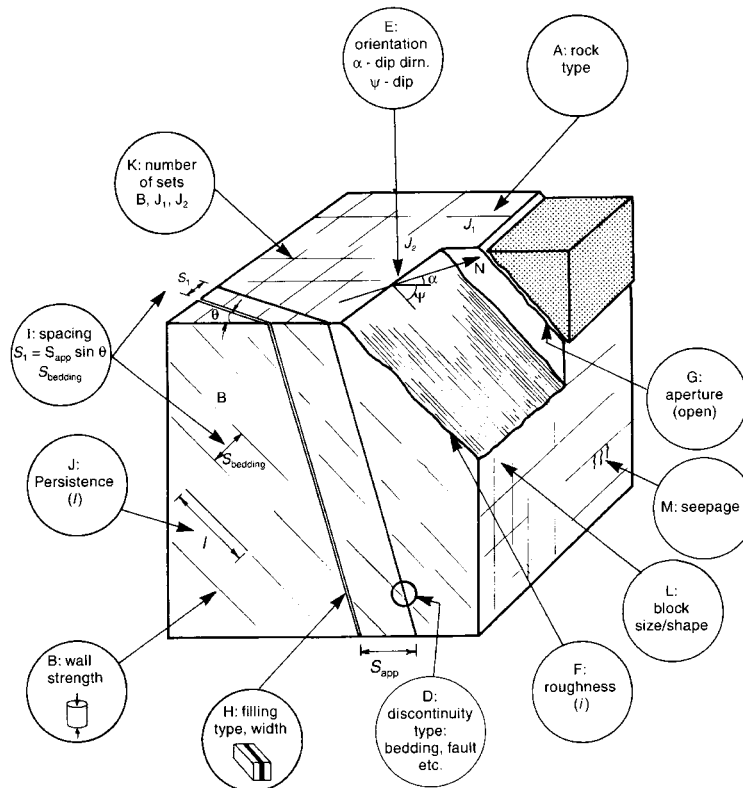 E:
orientation
α - dip dirn.
ψ - dip
A: rock
type
K: number
of sets
B, J₁, J₂
J₁
J₂
N
α
ψ
S₁
θ
I: spacing
S₁ = Sapp sin θ
Sbedding
B
Sbedding
G:
aperture
(open)
J:
Persistence
(l)
l
M: seepage
L:
block
size/shape
B: wall
strength
Sapp
F:
roughness
(i)
H: filling
type, width
D:
discontinuity
type:
bedding, fault
etc.